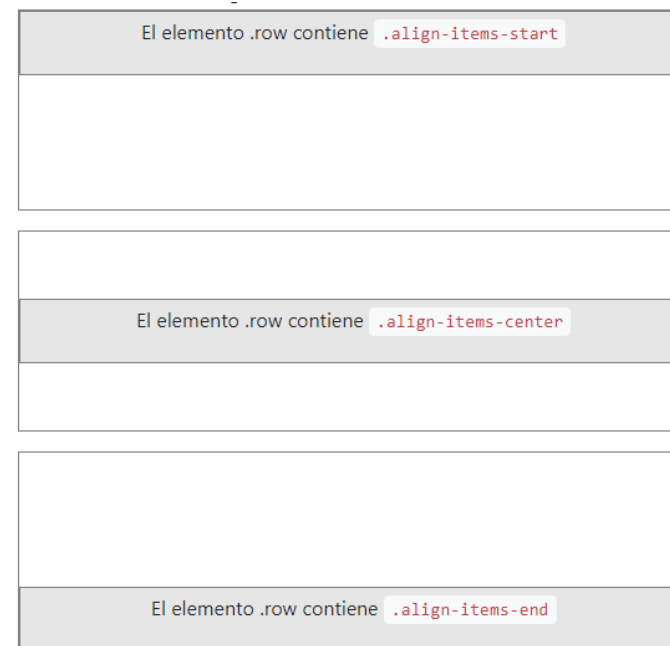 El elemento .row contiene .align-items-start
El elemento .row contiene .align-items-center
El elemento .row contiene .align-items-end